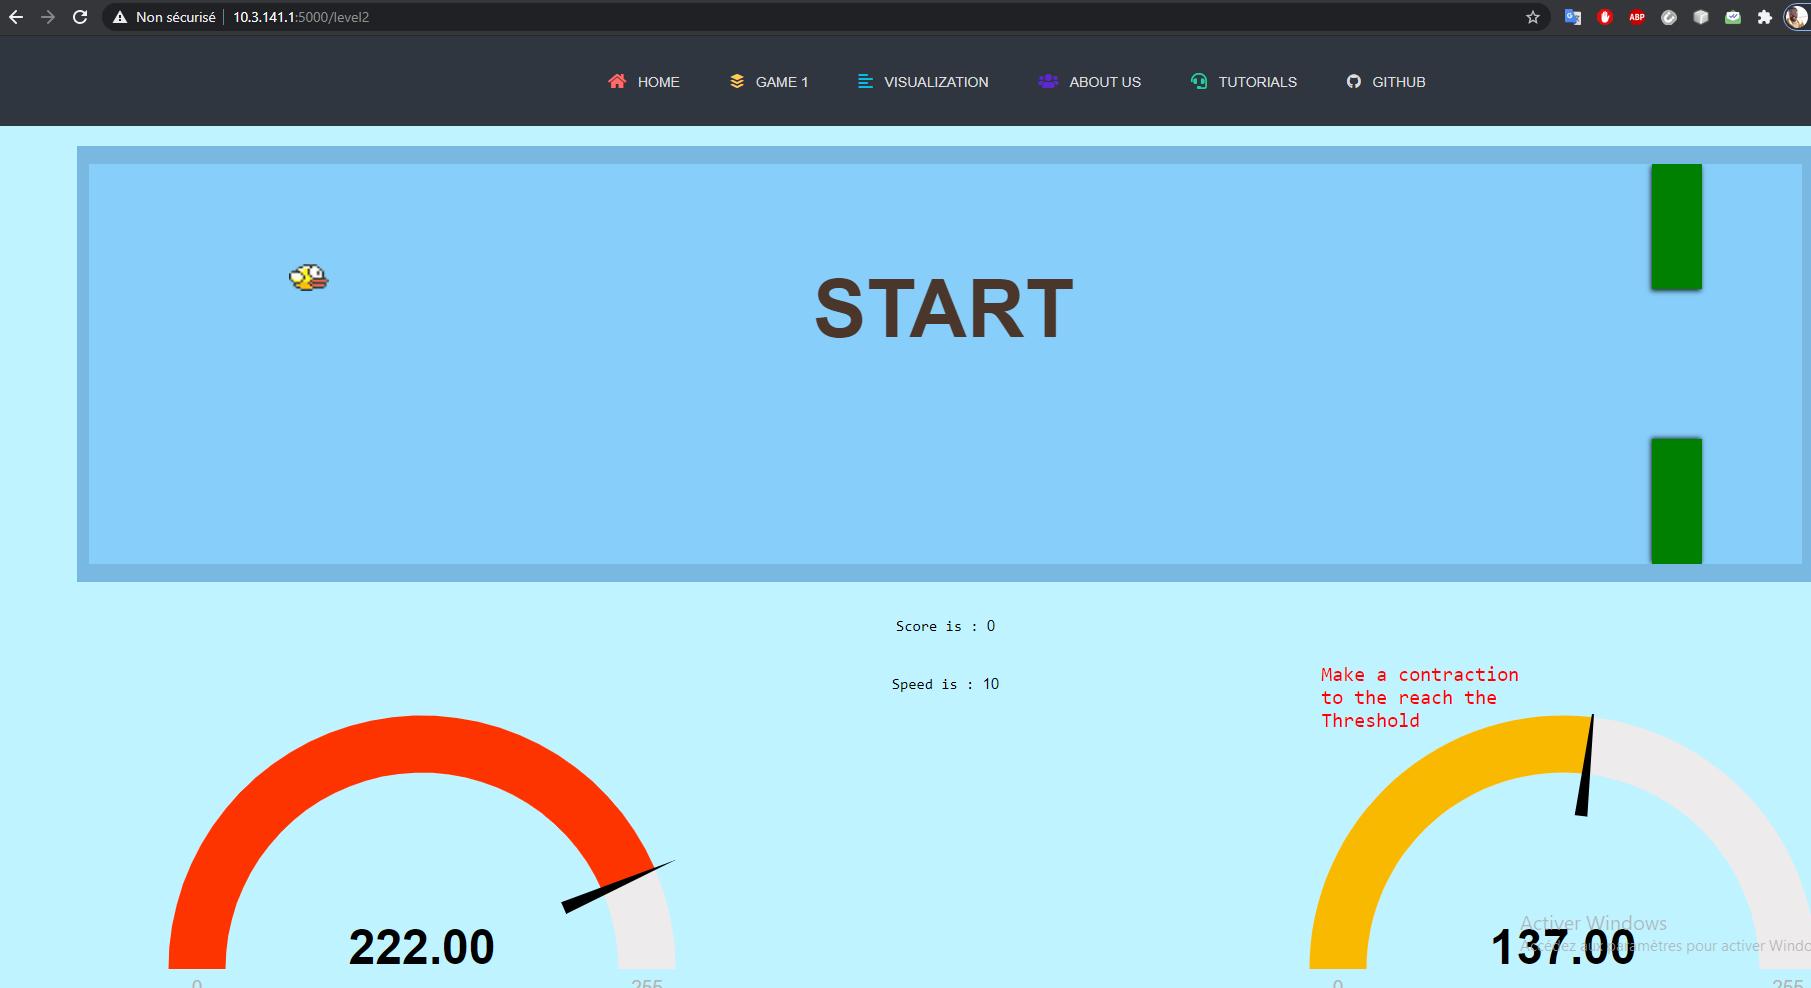 Non sécurisé 10.3.141.1:5000/level2
ABP
HOME GAME 1 VISUALIZATION ABOUT US TUTORIALS GITHUB
START
Score is : 0
Speed is : 10
Make a contraction
to the reach the
Threshold
222.00
0 255
137.00
0 255
Activer Windows
Accédez aux paramètres pour activer Windo